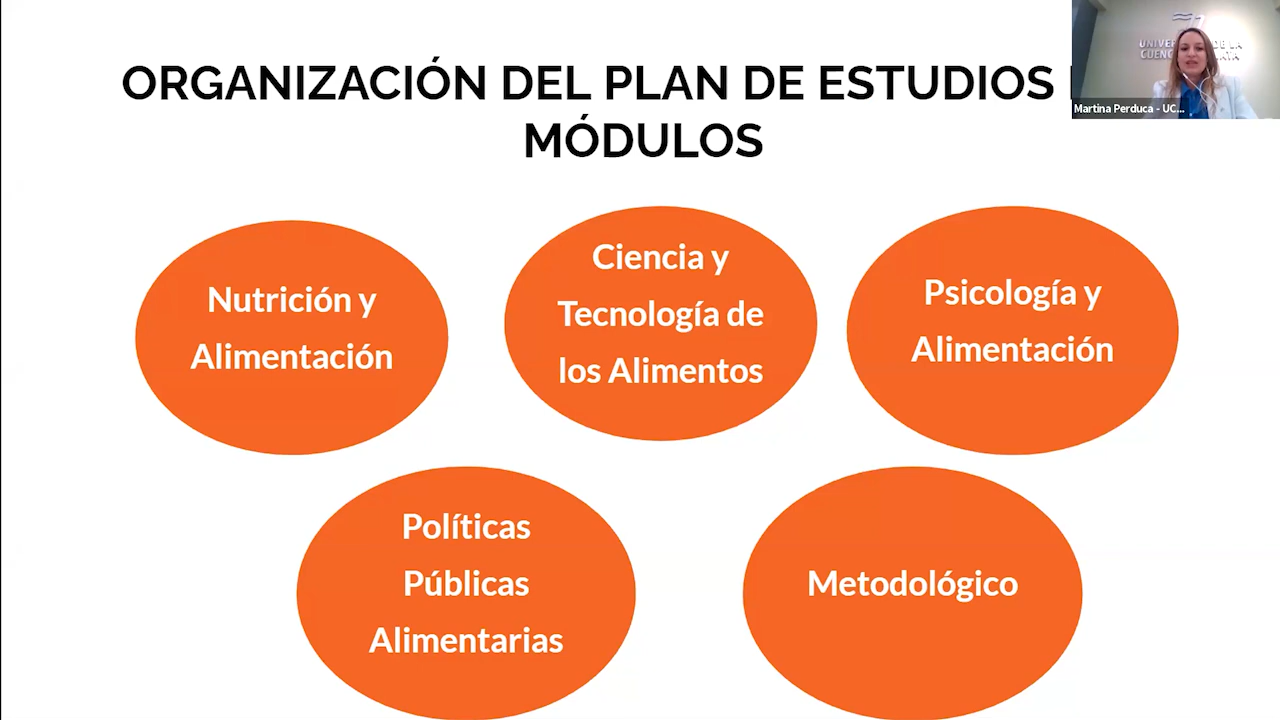 ORGANIZACIÓN DEL PLAN DE ESTUDIOS
MÓDULOS
Martina Perduca - UC...
Nutrición y
Alimentación
Ciencia y
Tecnología de
los Alimentos
Psicología y
Alimentación
Políticas
Públicas
Alimentarias
Metodológico